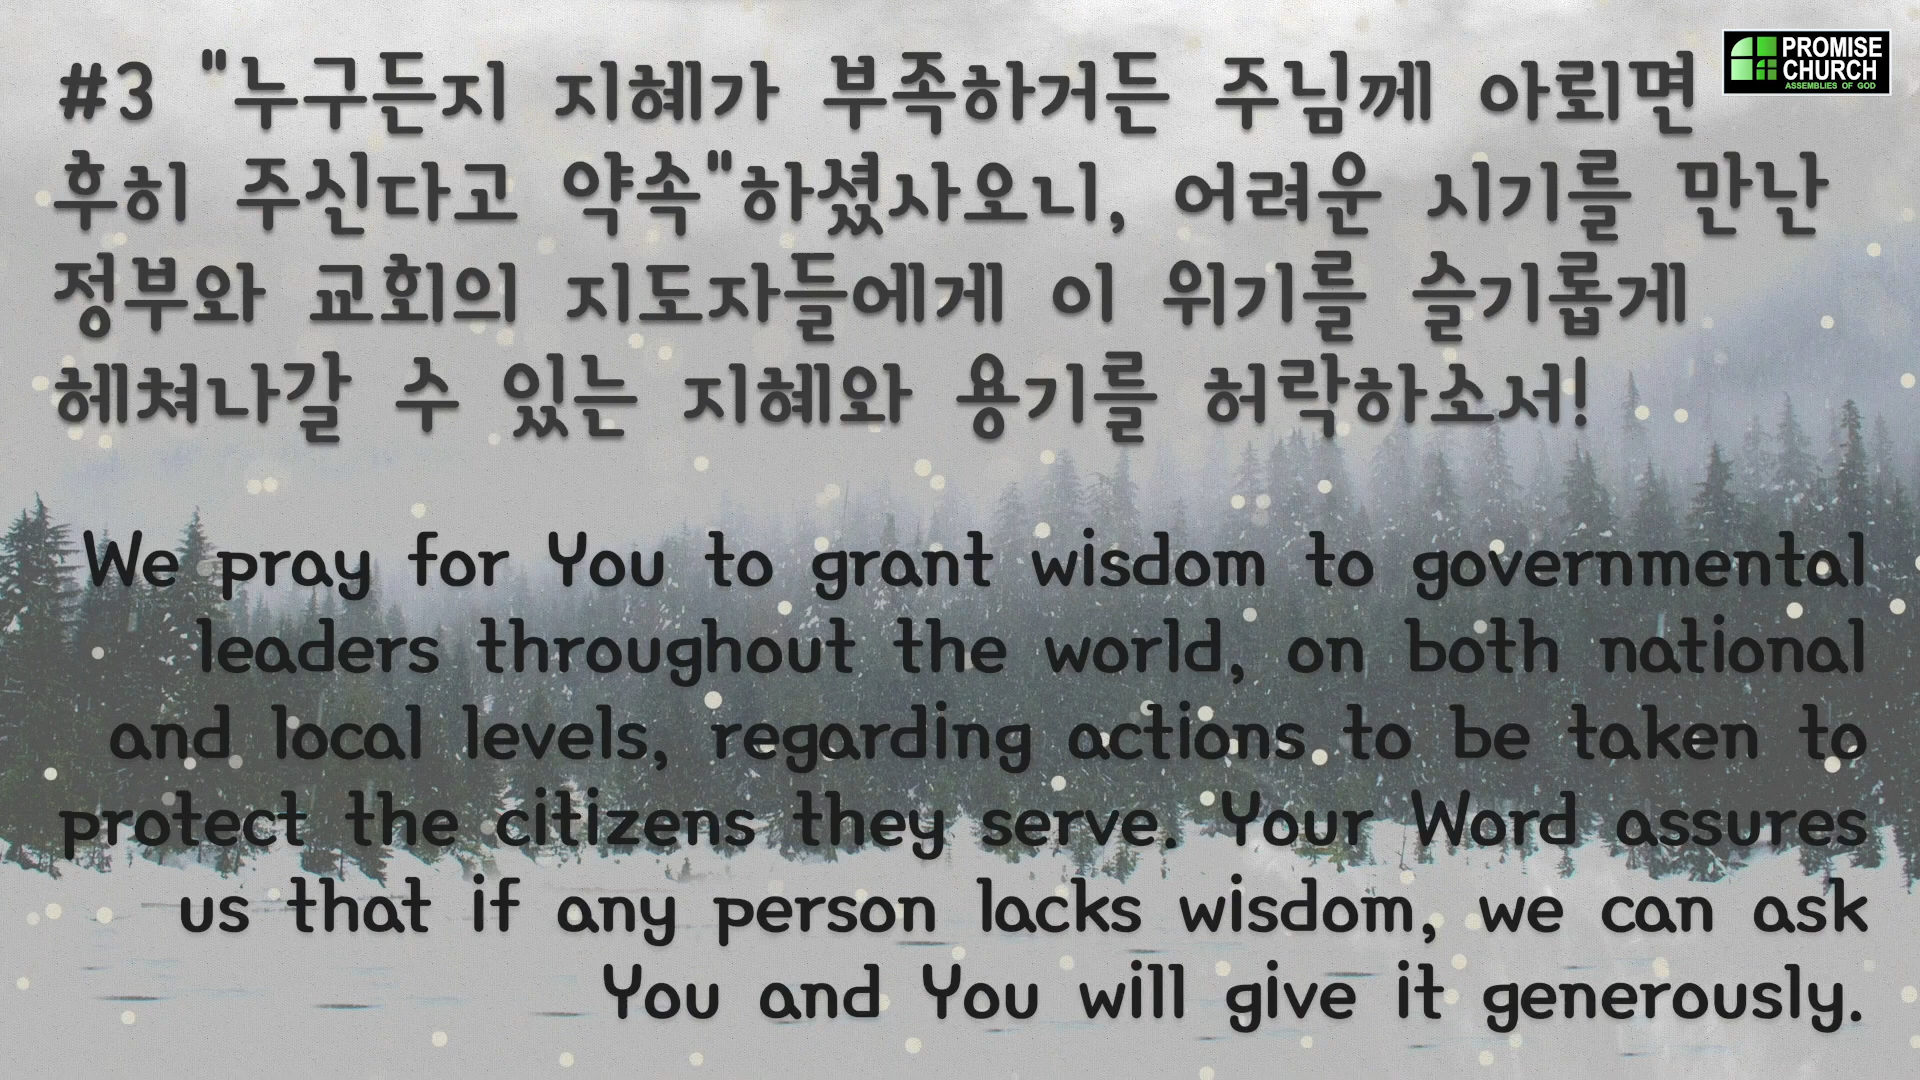 #3 "누구든지 지혜가 부족하거든 주님께 아뢰면
후히 주신다고 약속"하셨사오니, 어려운 시기를 만난
정부와 교회의 지도자들에게 이 위기를 슬기롭게
헤쳐나갈 수 있는 지혜와 용기를 허락하소서!
PROMISE
CHURCH
ASSEMBLIES OF GOD
We pray for You to grant wisdom to governmental
leaders throughout the world, on both national
and local levels, regarding actions to be taken to
protect the citizens they serve. Your Word assures
us that if any person lacks wisdom, we can ask
You and You will give it generously.